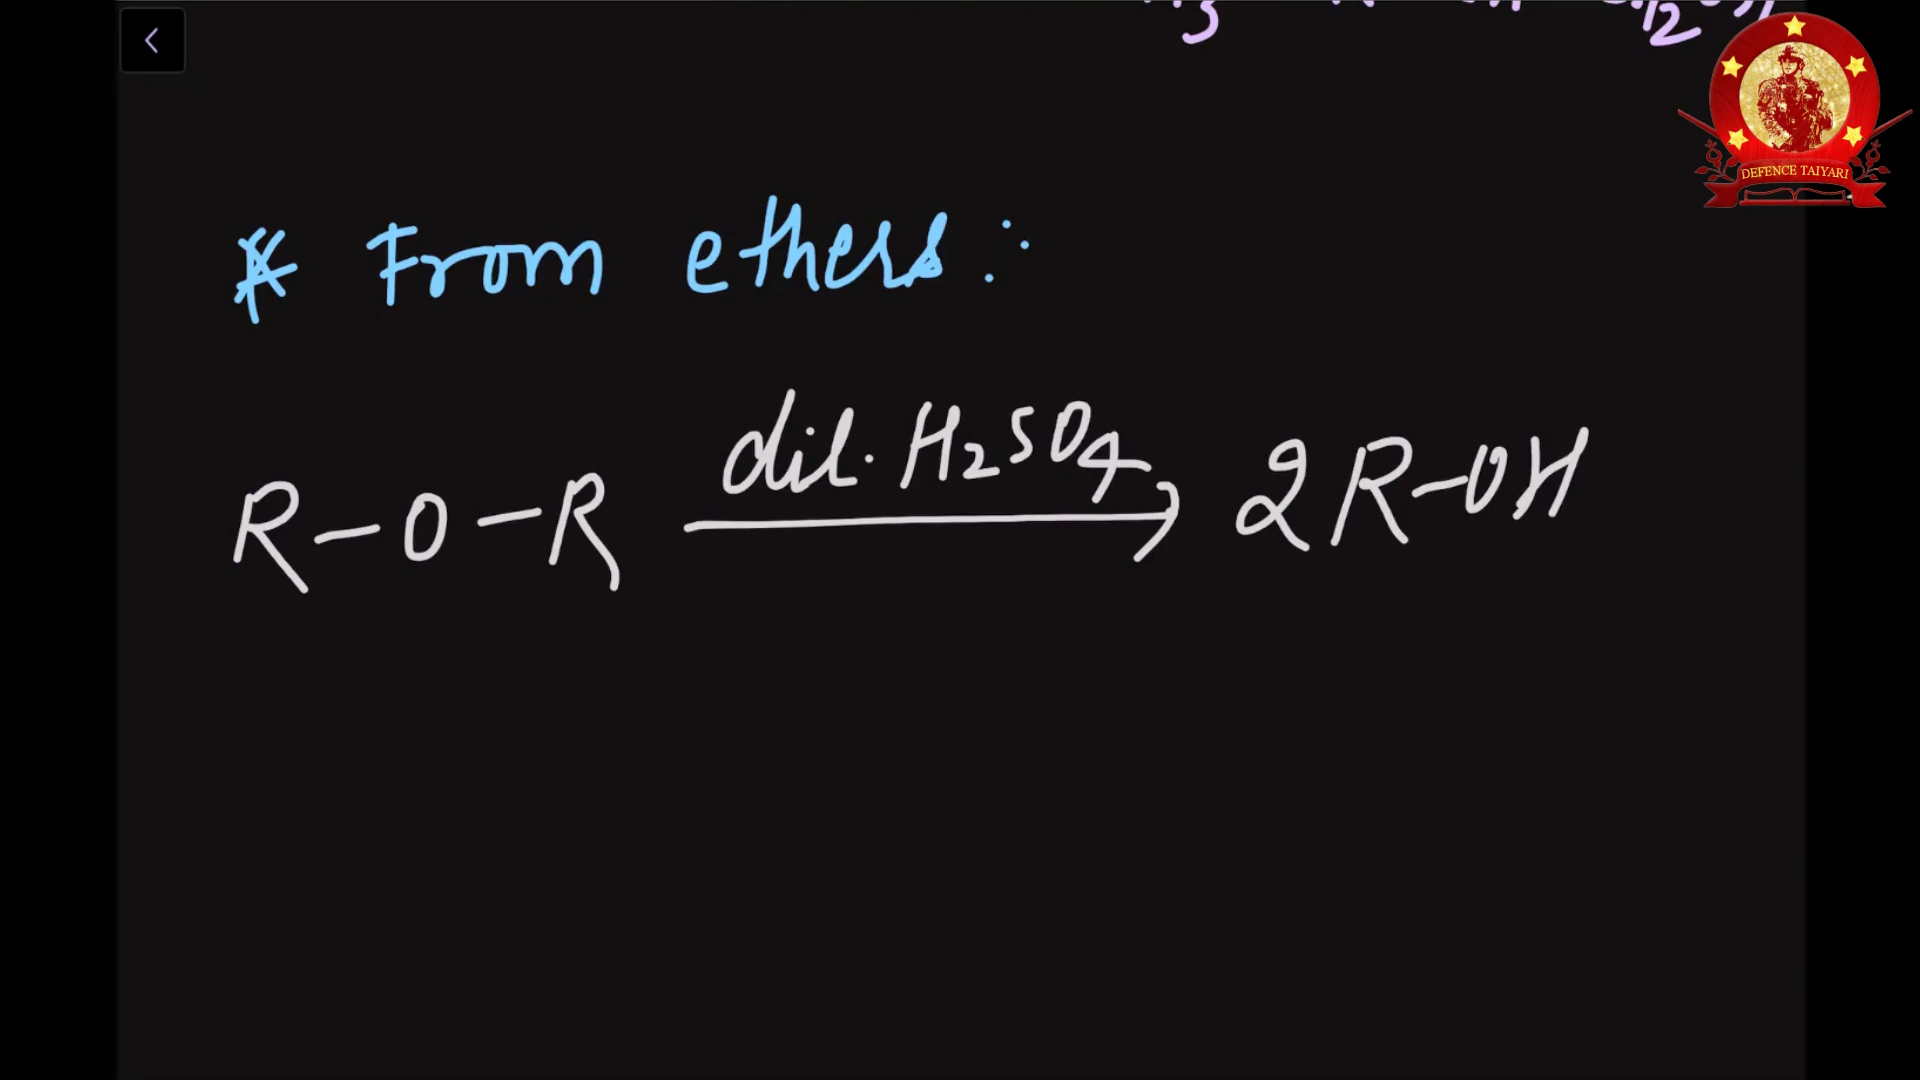 DEFENCE TAIYARI
* From ethers :-
R-O-R dil. H₂SO₄ → 2R-OH